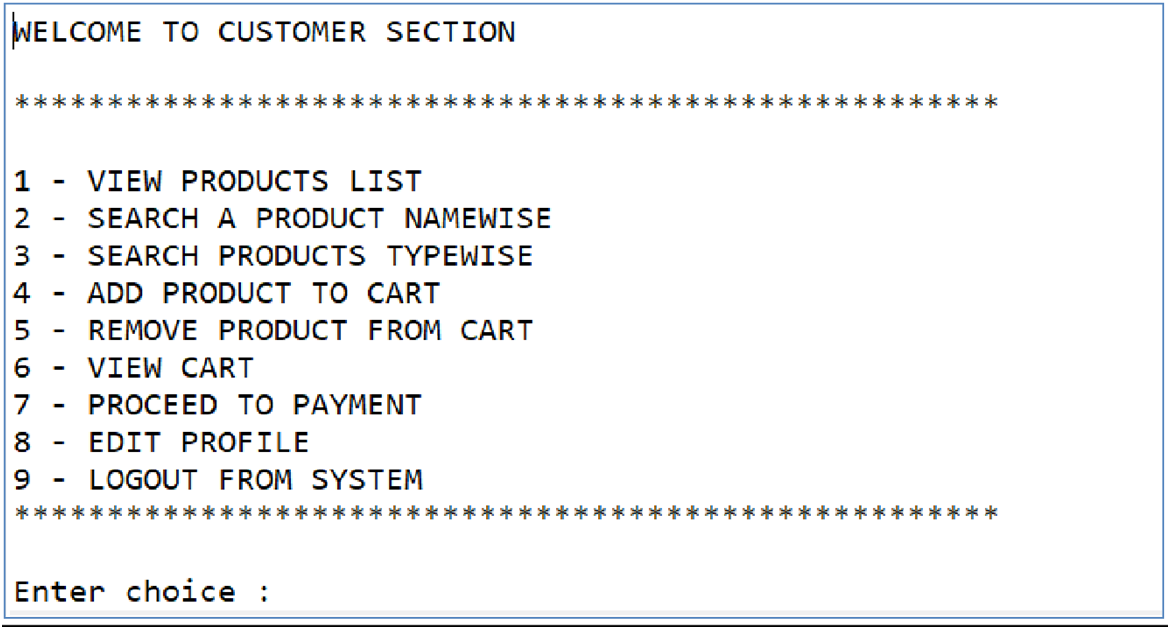 WELCOME TO CUSTOMER SECTION
*****************************************************
1 - VIEW PRODUCTS LIST
2 - SEARCH A PRODUCT NAMEWISE
3 - SEARCH PRODUCTS TYPEWISE
4 - ADD PRODUCT TO CART
5 - REMOVE PRODUCT FROM CART
6 - VIEW CART
7 - PROCEED TO PAYMENT
8 - EDIT PROFILE
9 - LOGOUT FROM SYSTEM
*****************************************************
Enter choice :